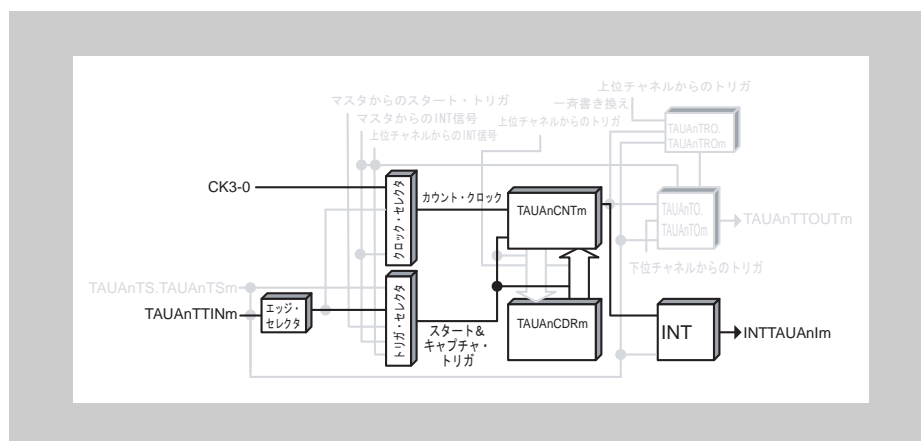 上位チャネルからのトリガ
マスタからのスタート・トリガ
一斉書き換え
マスタからのINT信号
上位チャネルからのトリガ
上位チャネルからのINT信号
TAUAnTRO.
TAUAnTROm
CK3-0
クロック・セレクタ
カウント・クロック
TAUAnCNTm
TAUAnTO.
TAUAnTOm
TAUAnTTOUTm
下位チャネルからのトリガ
TAUAnTS.TAUAnTSm
TAUAnTTINm
エッジ・
セレクタ
トリガ・セレクタ
スタート&
キャプチャ・
トリガ
TAUAnCDRm
INT
INTTAUAnIm